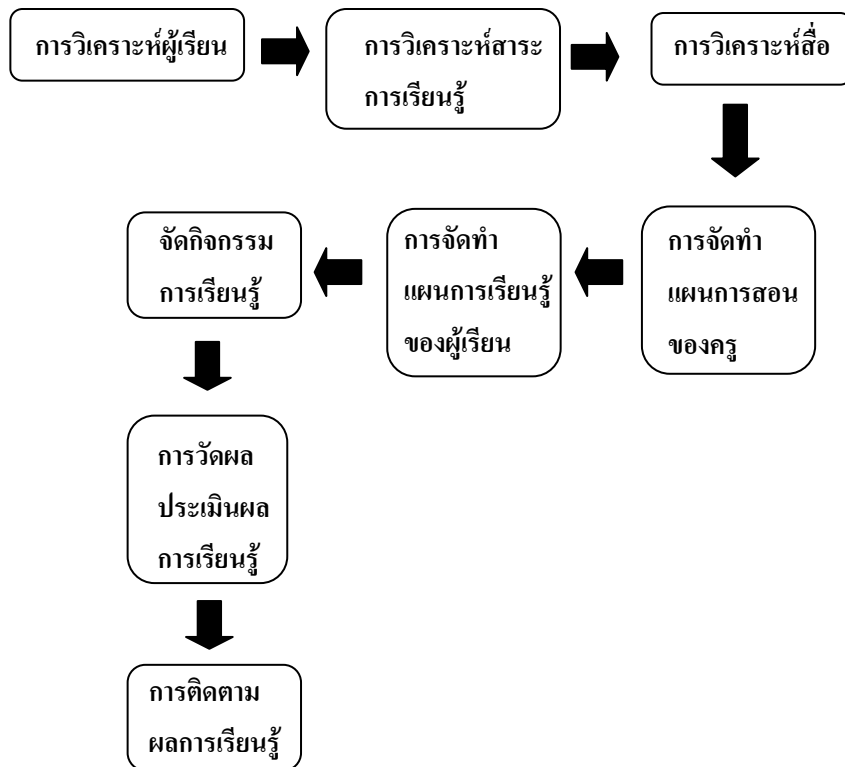 การวิเคราะห์ผู้เรียน
การวิเคราะห์สาระ
การเรียนรู้
การวิเคราะห์สื่อ
การจัดทำ
แผนการสอน
ของครู
การจัดทำ
แผนการเรียนรู้
ของผู้เรียน
จัดกิจกรรม
การเรียนรู้
การวัดผล
ประเมินผล
การเรียนรู้
การติดตาม
ผลการเรียนรู้